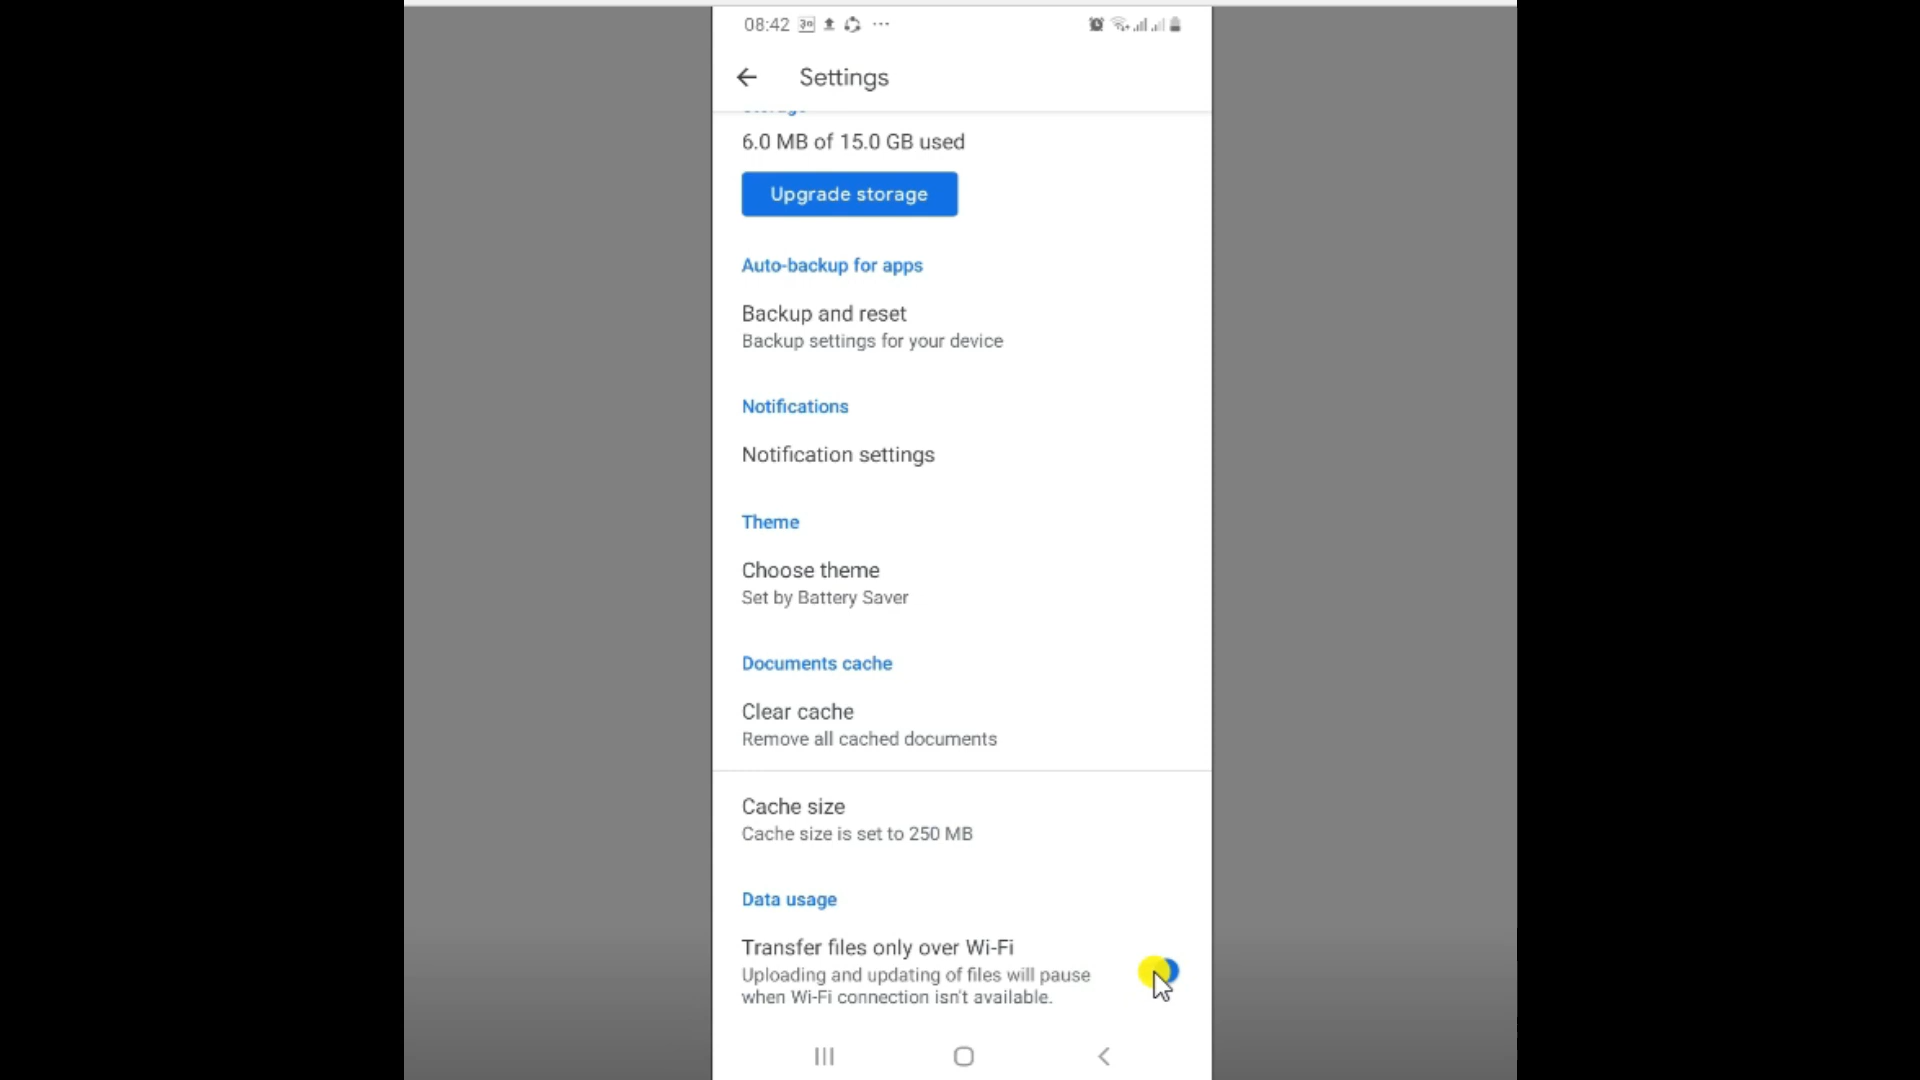 08:42
Settings
6.0 MB of 15.0 GB used
Upgrade storage
Auto-backup for apps
Backup and reset
Backup settings for your device
Notifications
Notification settings
Theme
Choose theme
Set by Battery Saver
Documents cache
Clear cache
Remove all cached documents
Cache size
Cache size is set to 250 MB
Data usage
Transfer files only over Wi-Fi
Uploading and updating of files will pause
when Wi-Fi connection isn't available.